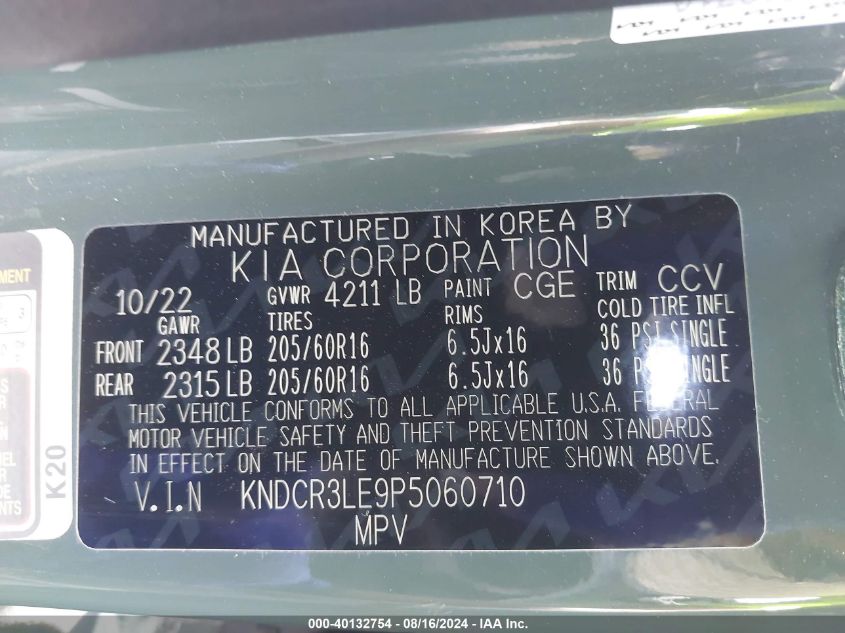 MANUFACTURED IN KOREA BY
KIA CORPORATION
10/22 GVWR 4211 LB PAINT CGE TRIM CCV
GAWR TIRES RIMS COLD TIRE INFL
FRONT 2348 LB 205/60R16 6.5Jx16 36 PSI SINGLE
REAR 2315 LB 205/60R16 6.5Jx16 36 PSI SINGLE
THIS VEHICLE CONFORMS TO ALL APPLICABLE U.S.A. FEDERAL
MOTOR VEHICLE SAFETY AND THEFT PREVENTION STANDARDS
IN EFFECT ON THE DATE OF MANUFACTURE SHOWN ABOVE.
V.I.N KNDCR3LE9P5060710
MPV
K20
000-40132754 - 08/16/2024 - IAA Inc.